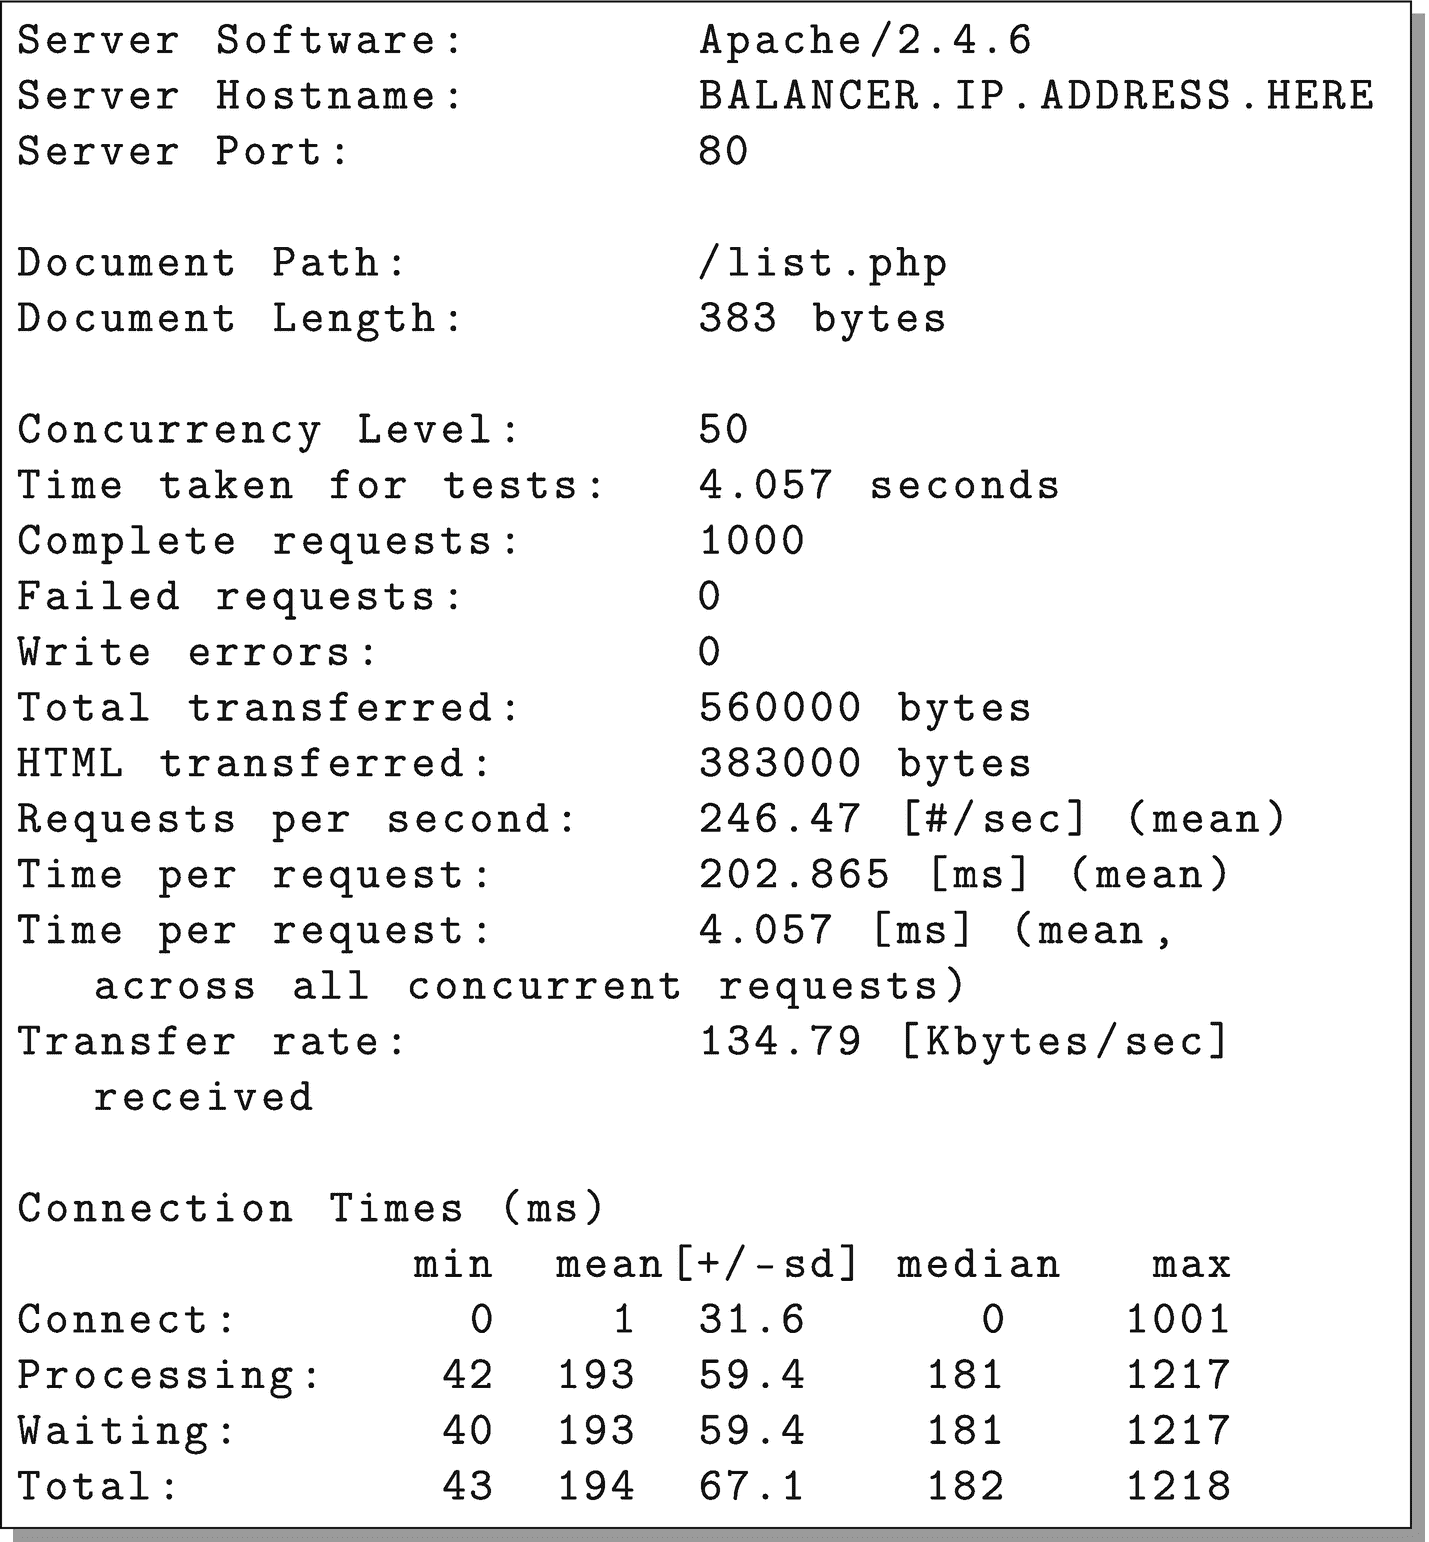 Server Software: Apache/2.4.6
Server Hostname: BALANCER.IP.ADDRESS.HERE
Server Port: 80
Document Path: /list.php
Document Length: 383 bytes
Concurrency Level: 50
Time taken for tests: 4.057 seconds
Complete requests: 1000
Failed requests: 0
Write errors: 0
Total transferred: 560000 bytes
HTML transferred: 383000 bytes
Requests per second: 246.47 [#/sec] (mean)
Time per request: 202.865 [ms] (mean)
Time per request: 4.057 [ms] (mean,
across all concurrent requests)
Transfer rate: 134.79 [Kbytes/sec]
received
Connection Times (ms)
min mean[+/-sd] median max
Connect: 0 1 31.6 0 1001
Processing: 42 193 59.4 181 1217
Waiting: 40 193 59.4 181 1217
Total: 43 194 67.1 182 1218